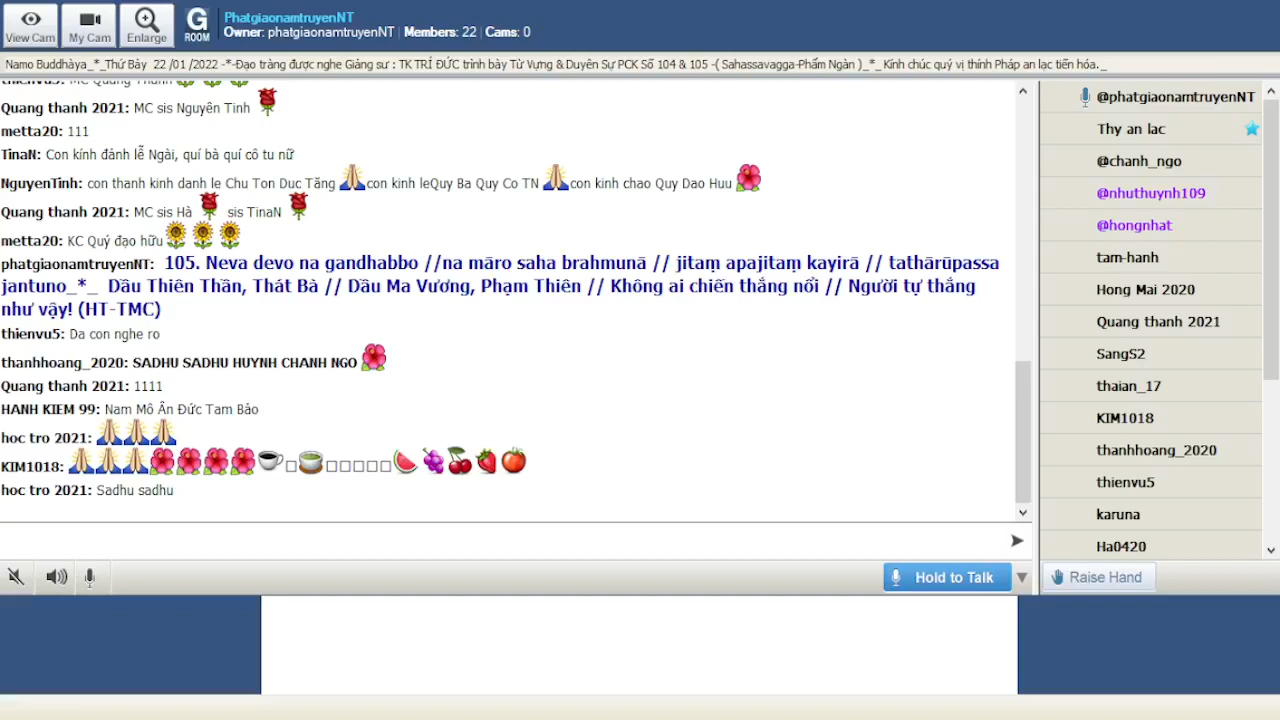 View Cam
My Cam
Enlarge
G
ROOM
PhatgiaonamtruyenNT
Owner: phatgiaonamtruyenNT | Members: 22 | Cams: 0
Namo Buddhàya_*_Thứ Bảy 22 /01 /2022 -*-Đạo tràng được nghe Giảng sư : TK TRÍ ĐỨC trình bày Từ Vựng & Duyên Sự PCK Số 104 & 105 -( Sahassavagga-Phẩm Ngàn )_*_ Kính chúc quý vị thính Pháp an lạc tiến hóa._
thienvu5: MC Quang Thanh
Quang thanh 2021: MC sis Nguyên Tinh
metta20: 111
TinaN: Con kính đảnh lễ Ngài, quí bà quí cô tu nữ
NguyenTinh: con thanh kinh danh le Chu Ton Duc Tăng con kinh leQuy Ba Quy Co TN con kinh chao Quy Dao Huu
Quang thanh 2021: MC sis Hà sis TinaN
metta20: KC Quý đạo hữu
phatgiaonamtruyenNT: 105. Neva devo na gandhabbo //na māro saha brahmunā // jitaṃ apajitaṃ kayirā // tathārūpassa
jantuno_*_ Dầu Thiên Thần, Thát Bà // Dầu Ma Vương, Phạm Thiên // Không ai chiến thắng nổi // Người tự thắng
như vậy! (HT-TMC)
thienvu5: Da con nghe ro
thanhhoang_2020: SADHU SADHU HUYNH CHANH NGO
Quang thanh 2021: 1111
HANH KIEM 99: Nam Mô Ân Đức Tam Bảo
hoc tro 2021:
KIM1018:
hoc tro 2021: Sadhu sadhu
Hold to Talk
@phatgiaonamtruyenNT
Thy an lac
@chanh_ngo
@nhuthuynh109
@hongnhat
tam-hanh
Hong Mai 2020
Quang thanh 2021
SangS2
thaian_17
KIM1018
thanhhoang_2020
thienvu5
karuna
Ha0420
Raise Hand